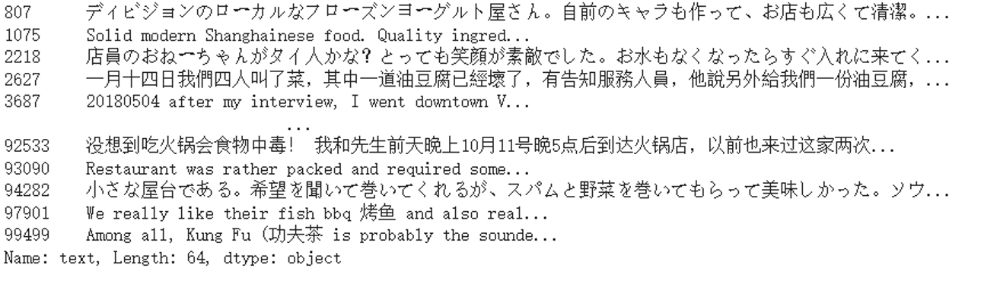 807 ディビジョンのローカルなフローズンヨーグルト屋さん。自前のキャラも作って、お店も広くて清潔。...
1075 Solid modern Shanghainese food. Quality ingred...
2218 店員のおねーちゃんがタイ人かな？とっても笑顔が素敵でした。お水もなくなったらすぐ入れに来てく...
2627 一月十四日我們四人叫了菜，其中一道油豆腐已經壞了，有告知服務人員，他說另外給我們一份油豆腐，...
3687 20180504 after my interview, I went downtown V...
...
92533 没想到吃火锅会食物中毒！ 我和先生前天晚上10月11号晚5点后到达火锅店，以前也来过这家两次...
93090 Restaurant was rather packed and required some...
94282 小さな屋台である。希望を聞いて巻いてくれるが、スパムと野菜を巻いてもらって美味しかった。ソウ...
97901 We really like their fish bbq 烤鱼 and also real...
99499 Among all, Kung Fu (功夫茶 is probably the sounde...
Name: text, Length: 64, dtype: object